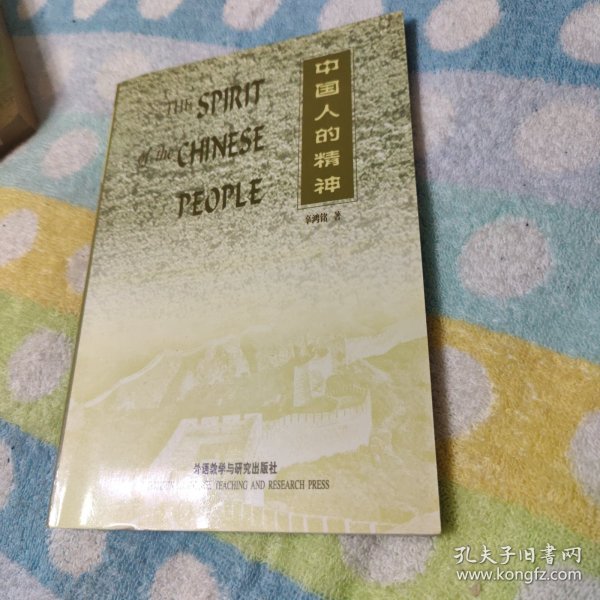 THE SPIRIT
of the CHINESE
PEOPLE
中国人的精神
辜鸿铭 著
外语教学与研究出版社
TEACHING AND RESEARCH PRESS
孔夫子旧书网
www.kongfz.com